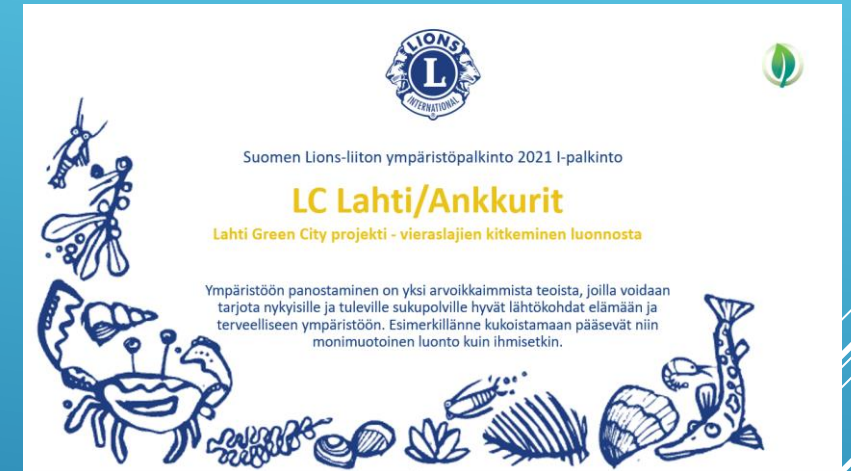 LIONS
L
INTERNATIONAL
Suomen Lions-liiton ympäristöpalkinto 2021 I-palkinto
LC Lahti/Ankkurit
Lahti Green City projekti - vieraslajien kitkeminen luonnosta
Ympäristöön panostaminen on yksi arvoikkaimmista teoista, joilla voidaan
tarjota nykyisille ja tuleville sukupolville hyvät lähtökohdat elämään ja
terveelliseen ympäristöön. Esimerkillänne kukoistamaan pääsevät niin
monimuotoinen luonto kuin ihmisetkin.